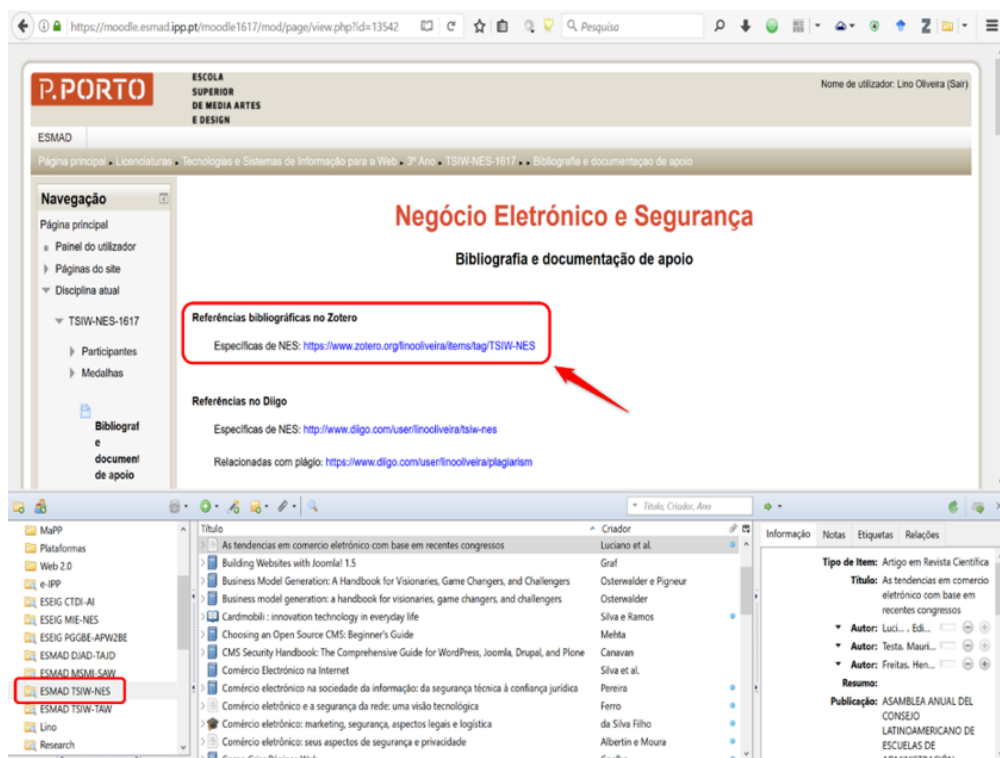 https://moodle.esmad.ipp.pt/moodle1617/mod/page/view.php?id=13542
Pesquisa
P.PORTO
ESCOLA
SUPERIOR
DE MEDIA ARTES
E DESIGN
Nome de utilizador: Lino Oliveira (Sair)
ESMAD
Página principal Licenciaturas Tecnologias e Sistemas de Informação para a Web 3º Ano TSIW-NES-1617 Bibliografia e documentaçao de apoio
Navegação
Página principal
Painel do utilizador
Páginas do site
Disciplina atual
TSIW-NES-1617
Participantes
Medalhas
Bibliograf
e
document
de apoio
Negócio Eletrónico e Segurança
Bibliografia e documentação de apoio
Referências bibliográficas no Zotero
Específicas de NES: https://www.zotero.org/linooliveira/items/tag/TSIW-NES
Referências no Diigo
Específicas de NES: http://www.diigo.com/user/linooliveira/tsiw-nes
Relacionadas com plágio: https://www.diigo.com/user/linooliveira/plagiarism
Título, Criador, Ano
MaPP
Plataformas
Web 2.0
e-IPP
ESEIG CTDI-AI
ESEIG MIE-NES
ESEIG PGGBE-APW2BE
ESMAD DJAD-TAJD
ESMAD MSMI-SAW
ESMAD TSIW-NES
ESMAD TSIW-TAW
Lino
Research
Título Criador
As tendencias em comercio eletrónico com base em recentes congressos Luciano et al.
Building Websites with Joomla! 1.5 Graf
Business Model Generation: A Handbook for Visionaries, Game Changers, and Challengers Osterwalder e Pigneur
Business model generation: a handbook for visionaries, game changers, and challengers Osterwalder
Cardmobili : innovation technology in everyday life Silva e Ramos
Choosing an Open Source CMS: Beginner's Guide Mehta
CMS Security Handbook: The Comprehensive Guide for WordPress, Joomla, Drupal, and Plone Canavan
Comércio Electrónico na Internet Silva et al.
Comércio electrónico na sociedade da informação: da segurança técnica à confiança jurídica Pereira
Comércio eletrônico e a segurança da rede: uma visão tecnológica Ferro
Comércio eletrônico: marketing, segurança, aspectos legais e logística da Silva Filho
Comércio eletrônico: seus aspectos de segurança e privacidade Albertin e Moura
Informação Notas Etiquetas Relações
Tipo de Item: Artigo em Revista Científica
Título: As tendencias em comercio
eletrónico com base em
recentes congressos
Autor: Luci... , Edi...
Autor: Testa, Mauri...
Autor: Freitas, Hen...
Resumo:
Publicação: ASAMBLEA ANUAL DEL
CONSEJO
LATINOAMERICANO DE
ESCUELAS DE